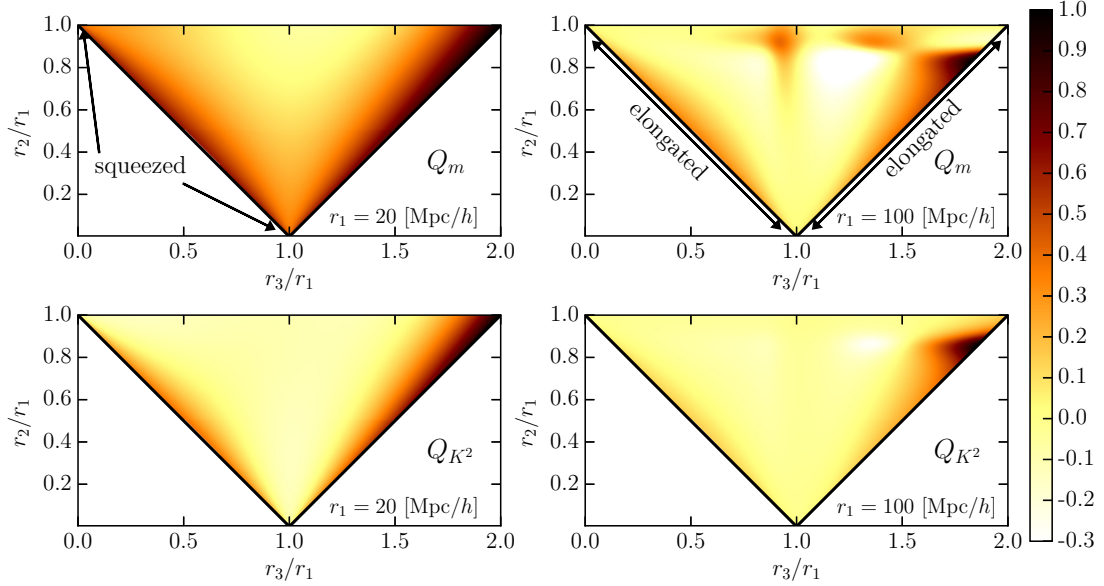 1.0
0.8
0.6
0.4
0.2
r₂/r₁
squeezed
Q_m
r₁ = 20 [Mpc/h]
0.0 0.5 1.0 1.5 2.0
r₃/r₁
1.0
0.8
0.6
0.4
0.2
r₂/r₁
elongated
elongated
Q_m
r₁ = 100 [Mpc/h]
0.0 0.5 1.0 1.5 2.0
r₃/r₁
1.0
0.8
0.6
0.4
0.2
r₂/r₁
Q_{K²}
r₁ = 20 [Mpc/h]
0.0 0.5 1.0 1.5 2.0
r₃/r₁
1.0
0.8
0.6
0.4
0.2
r₂/r₁
Q_{K²}
r₁ = 100 [Mpc/h]
0.0 0.5 1.0 1.5 2.0
r₃/r₁
1.0
0.9
0.8
0.7
0.6
0.5
0.4
0.3
0.2
0.1
0.0
-0.1
-0.2
-0.3